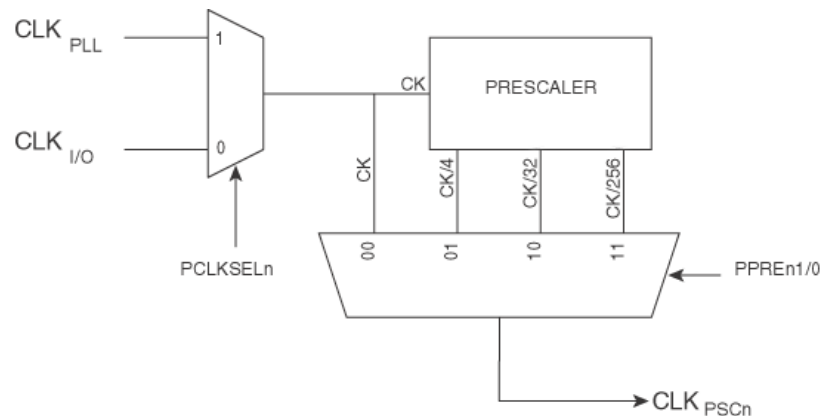 CLK PLL
1
CK
PRESCALER
CLK I/O
0
CK
CK/4
CK/32
CK/256
00
01
10
11
PCLKSELn
PPREn1/0
CLK PSCn